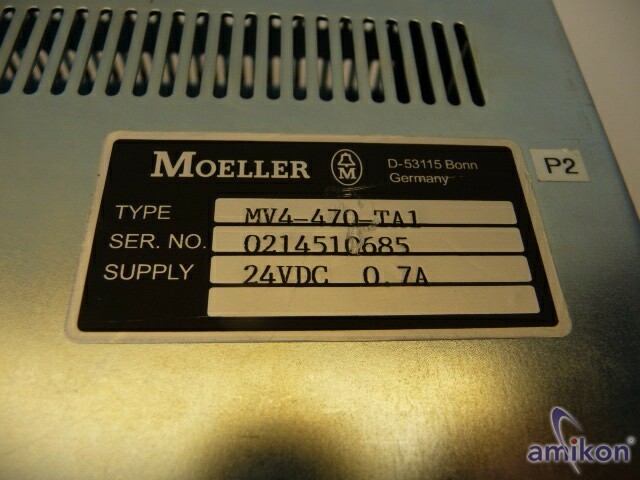 MOELLER
M
D-53115 Bonn
Germany
P2
TYPE MV4-470-TA1
SER. NO. 0214510685
SUPPLY 24VDC 0.7A
amikon